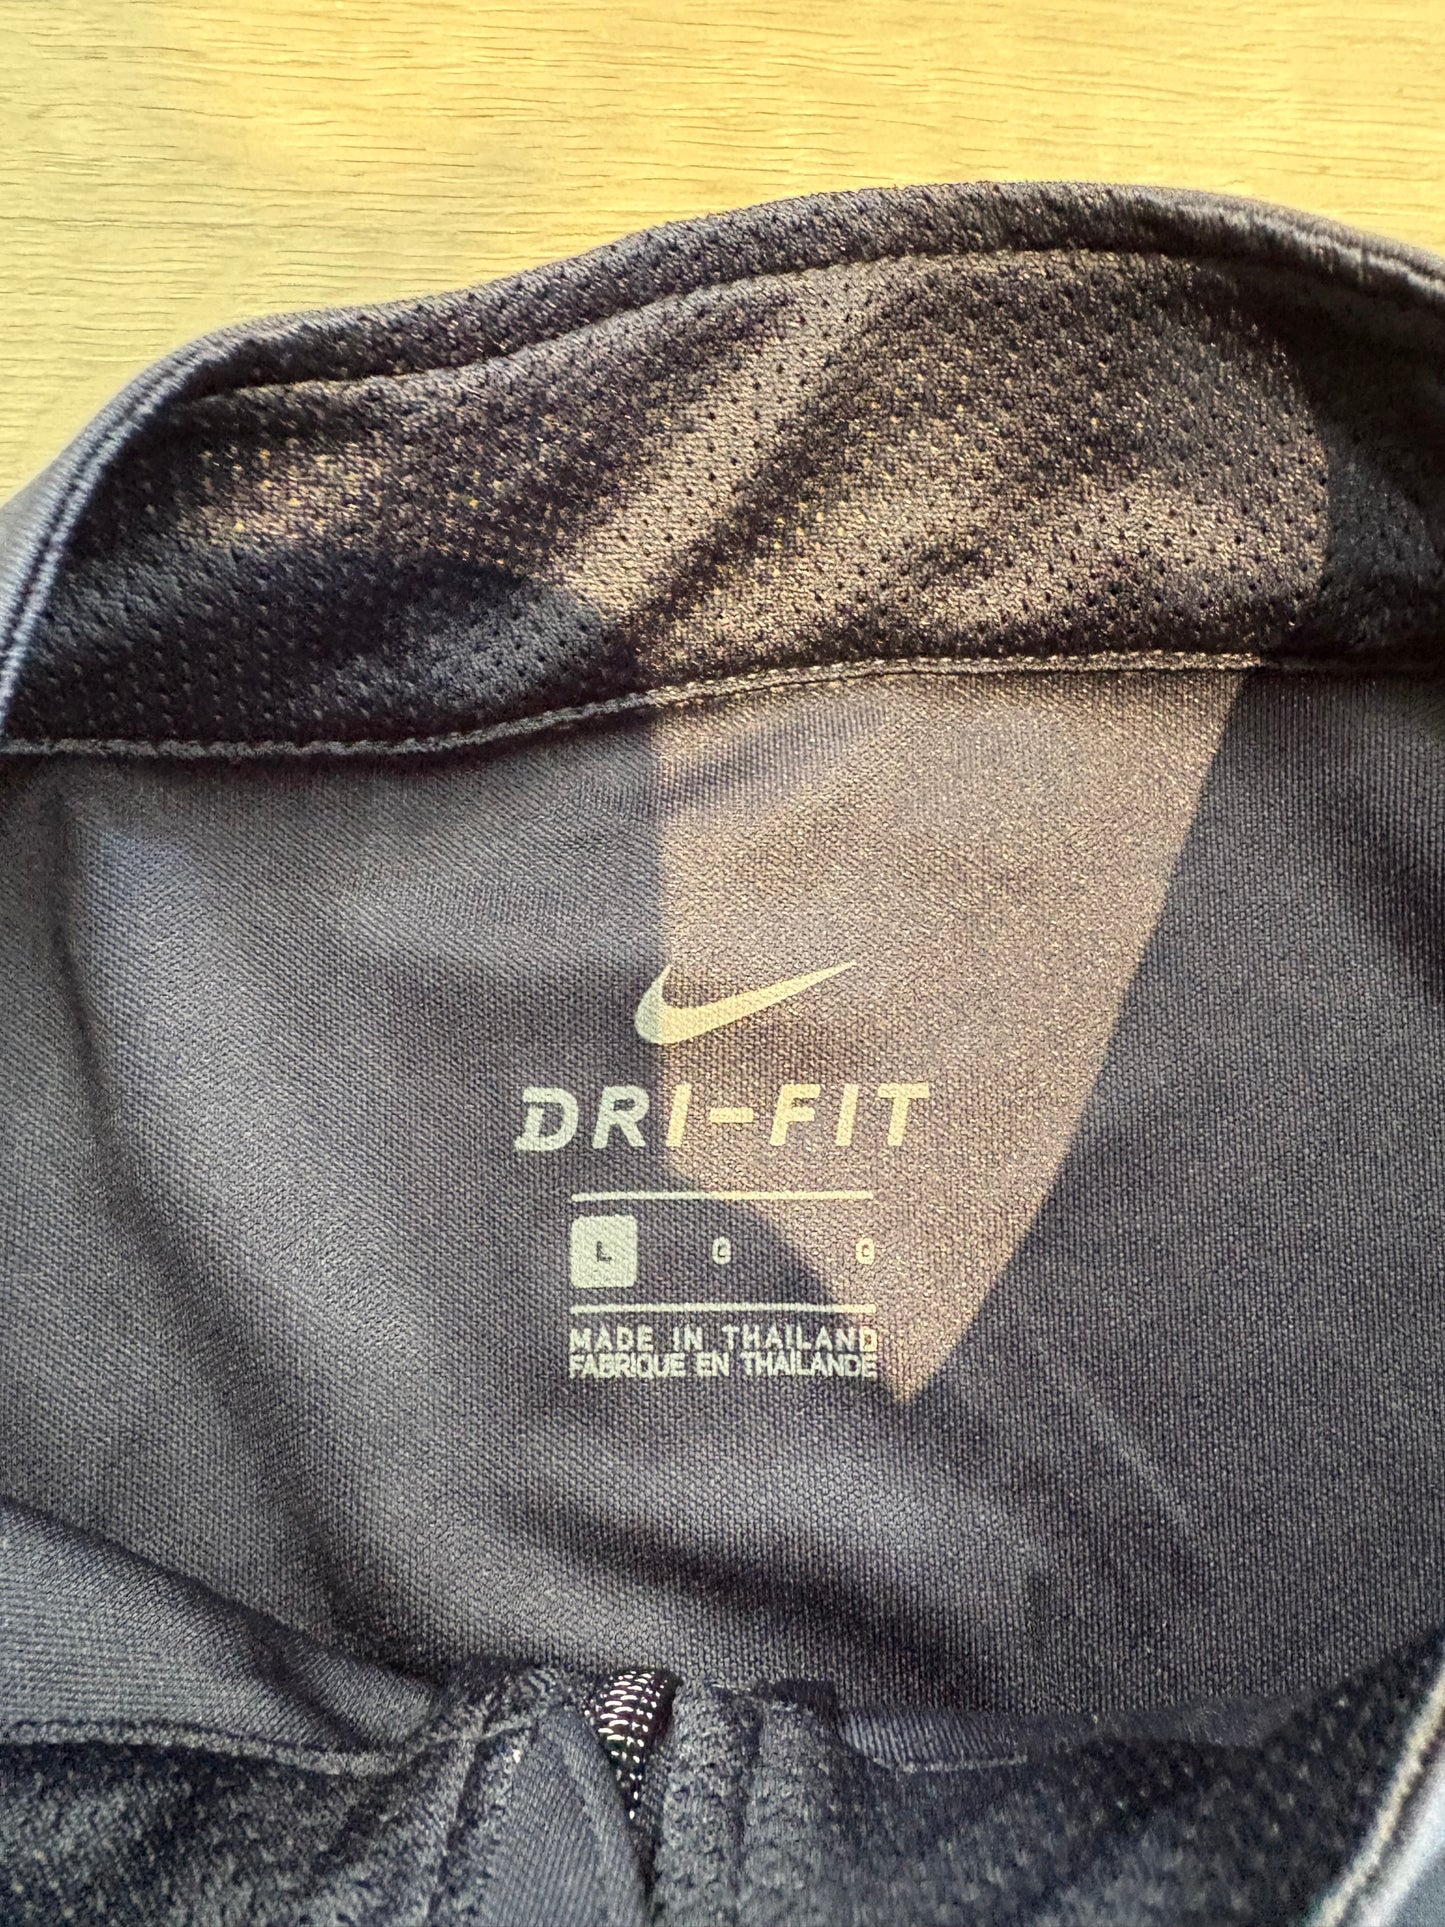 DRI-FIT
L G G
MADE IN THAILAND
FABRIQUE EN THAILANDE